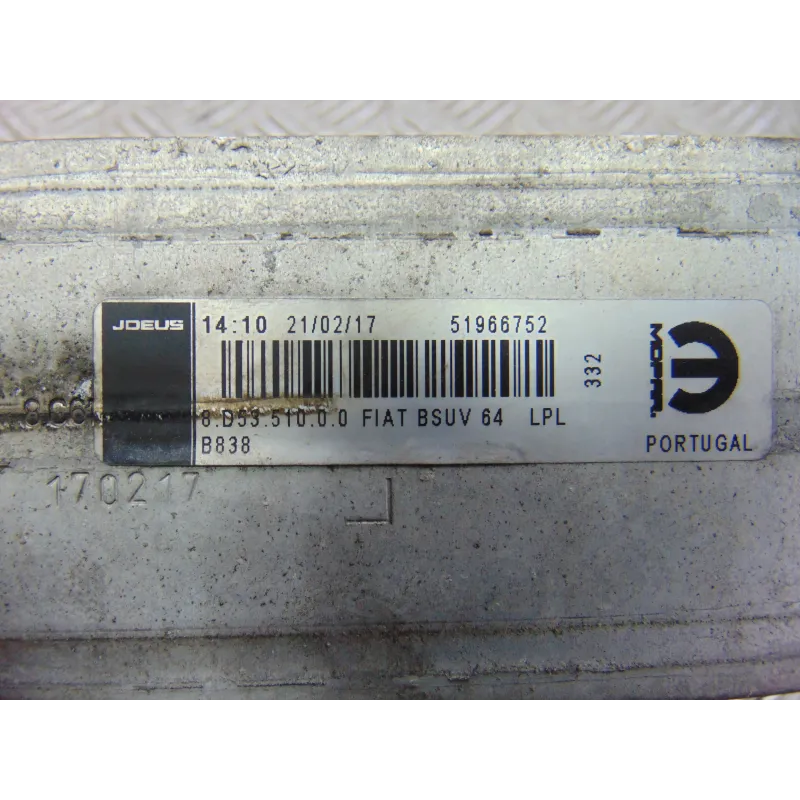 JDEUS
14:10 21/02/17 51966752
332
MOPAR.
8.D53.510.0.0 FIAT BSUV 64 LPL
B838
PORTUGAL
170217